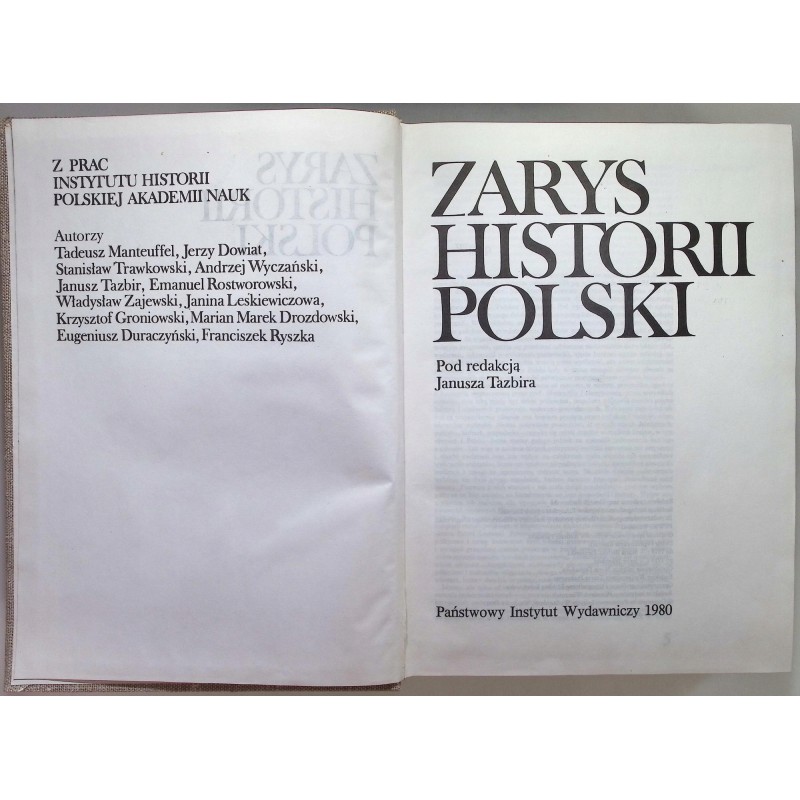 Z PRAC
INSTYTUTU HISTORII
POLSKIEJ AKADEMII NAUK
Autorzy
Tadeusz Manteuffel, Jerzy Dowiat,
Stanisław Trawkowski, Andrzej Wyczański,
Janusz Tazbir, Emanuel Rostworowski,
Władysław Zajewski, Janina Leskiewiczowa,
Krzysztof Groniowski, Marian Marek Drozdowski,
Eugeniusz Duraczyński, Franciszek Ryszka
ZARYS
HISTORII
POLSKI
Pod redakcją
Janusza Tazbira
Państwowy Instytut Wydawniczy 1980